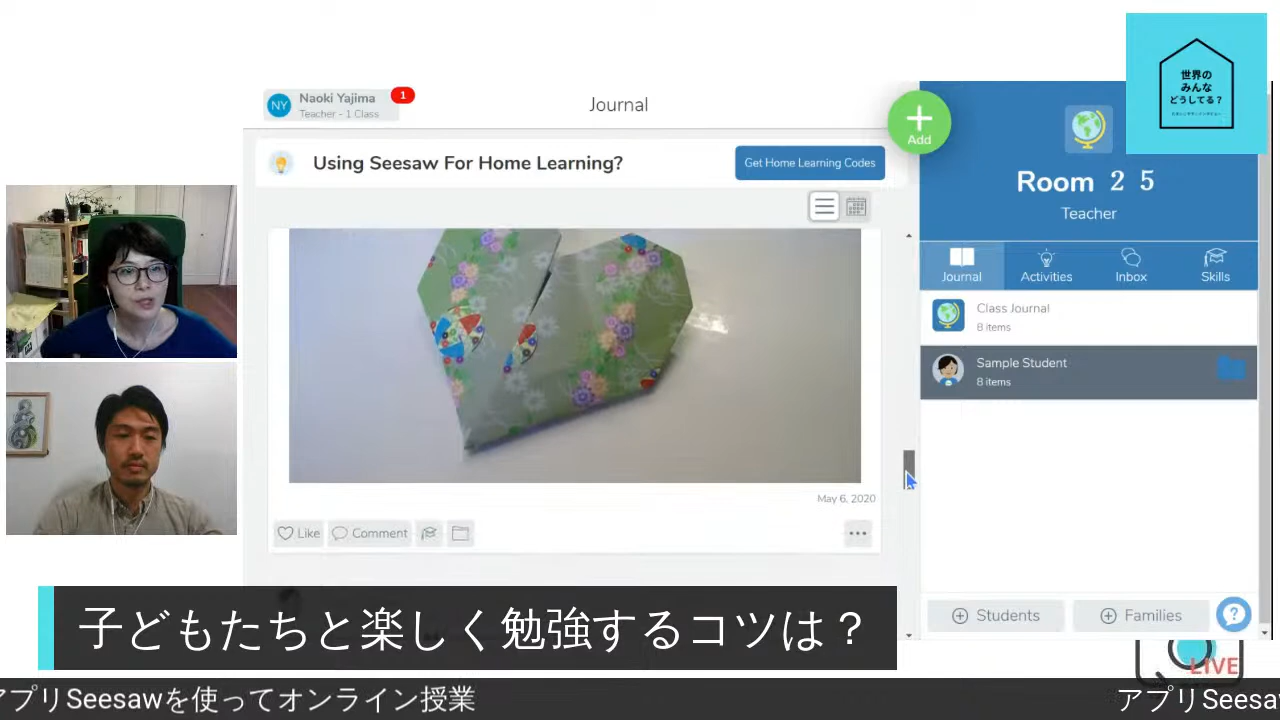 世界の
みんな
どうしてる？
NY
Naoki Yajima
1
Teacher - 1 Class
Journal
Add
Using Seesaw For Home Learning?
Get Home Learning Codes
Room 2 5
Teacher
Journal
Activities
Inbox
Skills
Class Journal
8 items
Sample Student
8 items
May 6, 2020
Like
Comment
Students
Families
?
子どもたちと楽しく勉強するコツは？
LIVE
アプリSeesawを使ってオンライン授業
アプリSeesa